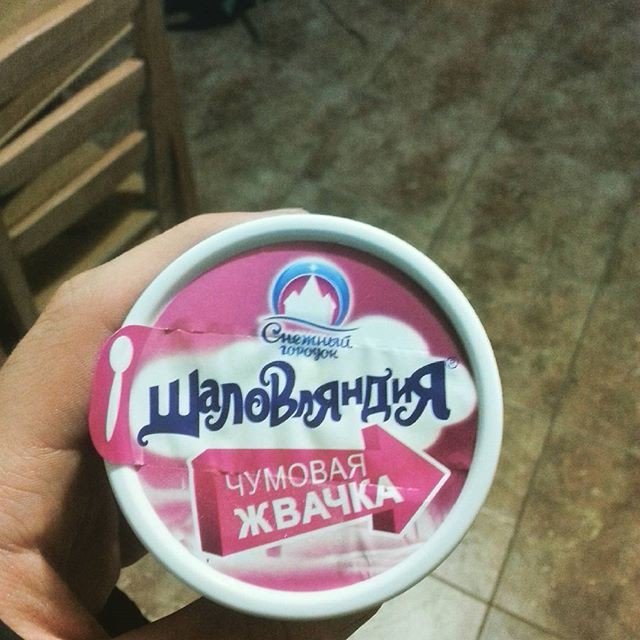 Снежный
городок
ШалоВляндиЯ®
ЧУМОВАЯ
ЖВАЧКА